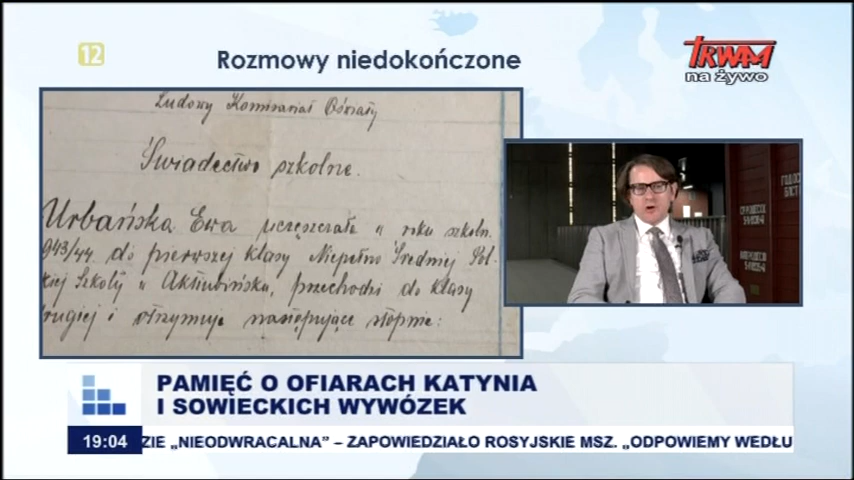 12
Rozmowy niedokończone
TRWAM
na żywo
Ludowy Komisariat Oświaty
Świadectwo szkolne.
Urbańska Ewa uczęszczała w roku szkoln.
943/44 do pierwszej klasy Niepełno Średniej Pol-
kiej Szkoły w Aktiubińsku, przechodzi do klasy
drugiej i otrzymuje następujące stopnie:
PAMIĘĆ O OFIARACH KATYNIA
I SOWIECKICH WYWÓZEK
19:04
ZIE „NIEODWRACALNA” – ZAPOWIEDZIAŁO ROSYJSKIE MSZ. „ODPOWIEMY WEDŁU